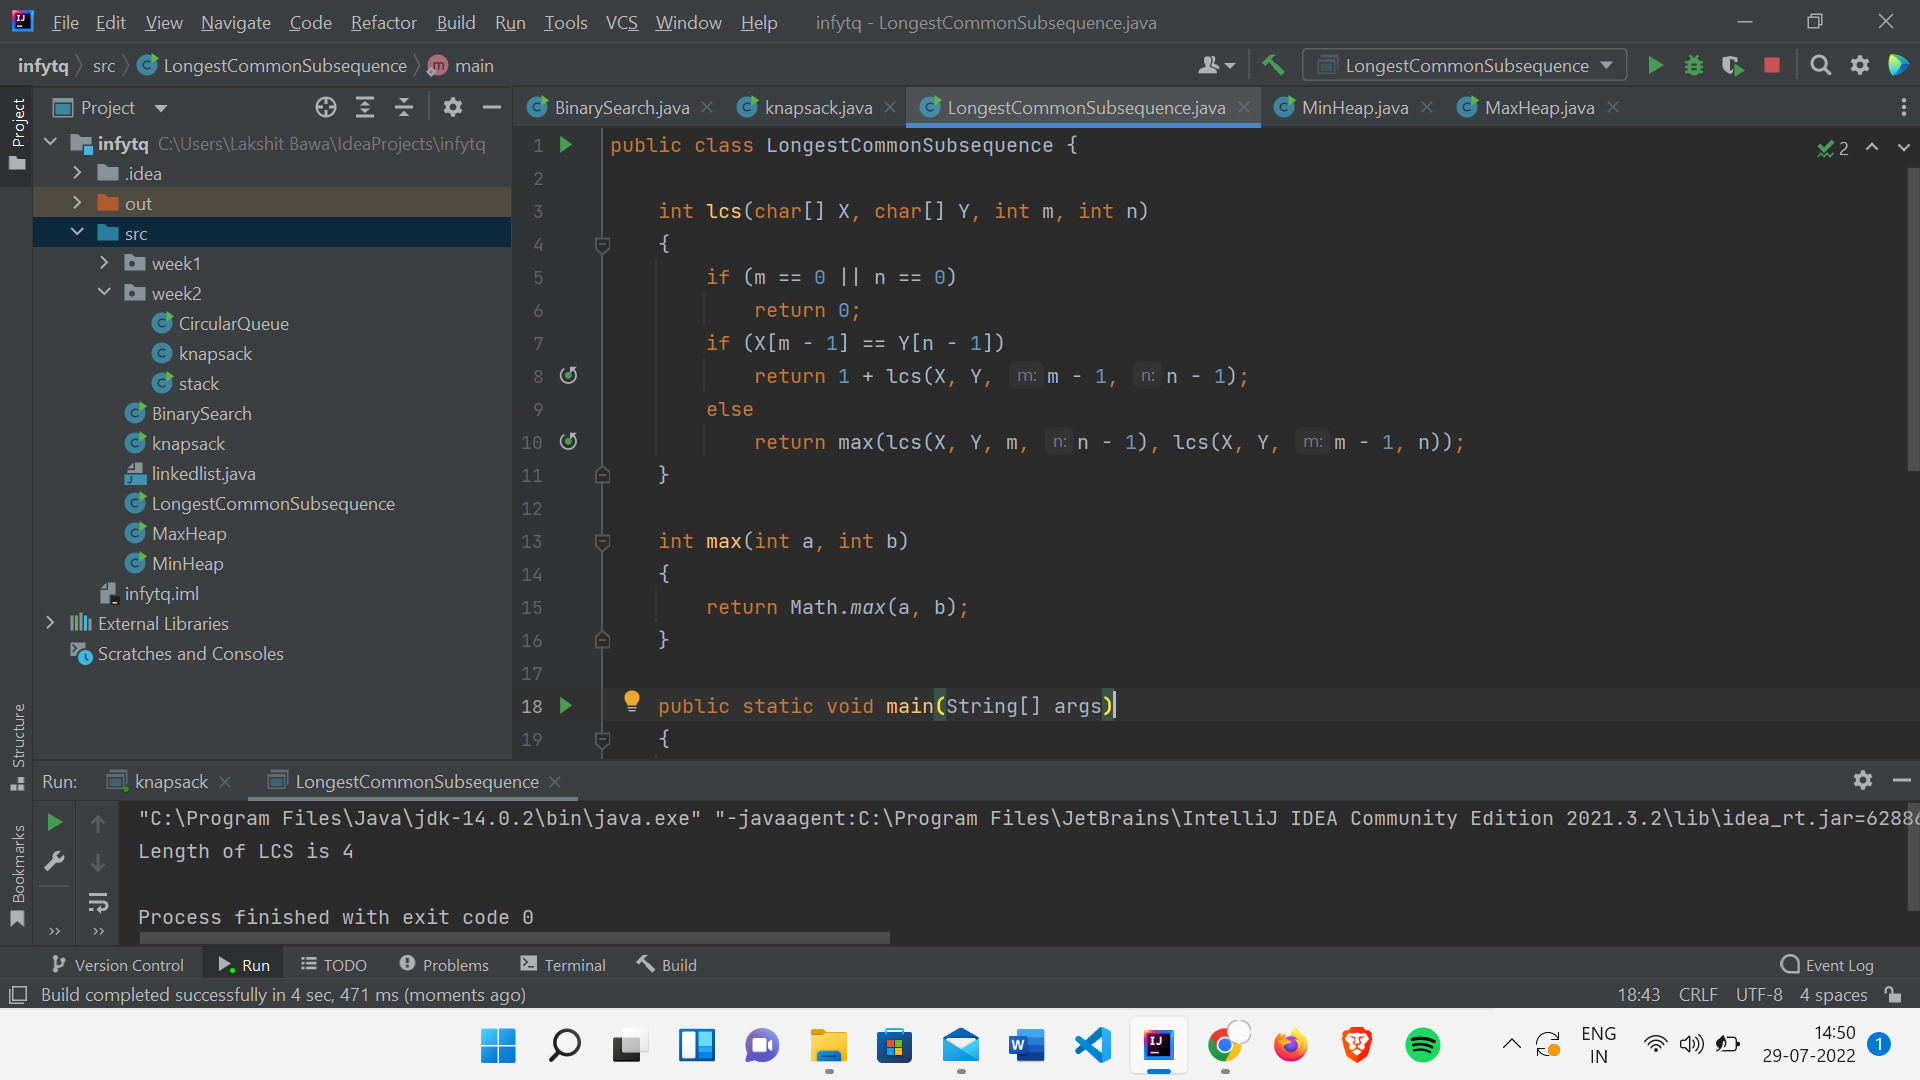 File Edit View Navigate Code Refactor Build Run Tools VCS Window Help infytq - LongestCommonSubsequence.java
infytq src LongestCommonSubsequence main LongestCommonSubsequence
Project
Project BinarySearch.java knapsack.java LongestCommonSubsequence.java MinHeap.java MaxHeap.java
infytq C:\Users\Lakshit Bawa\IdeaProjects\infytq
.idea
out
src
week1
week2
CircularQueue
knapsack
stack
BinarySearch
knapsack
linkedlist.java
LongestCommonSubsequence
MaxHeap
MinHeap
infytq.iml
External Libraries
Scratches and Consoles
1 public class LongestCommonSubsequence { 2
2
3 int lcs(char[] X, char[] Y, int m, int n)
4 {
5 if (m == 0 || n == 0)
6 return 0;
7 if (X[m - 1] == Y[n - 1])
8 return 1 + lcs(X, Y, m: m - 1, n: n - 1);
9 else
10 return max(lcs(X, Y, m, n: n - 1), lcs(X, Y, m: m - 1, n));
11 }
12
13 int max(int a, int b)
14 {
15 return Math.max(a, b);
16 }
17
18 public static void main(String[] args)
19 {
Structure
Bookmarks
Run: knapsack LongestCommonSubsequence
"C:\Program Files\Java\jdk-14.0.2\bin\java.exe" "-javaagent:C:\Program Files\JetBrains\IntelliJ IDEA Community Edition 2021.3.2\lib\idea_rt.jar=62886
Length of LCS is 4
Process finished with exit code 0
Version Control Run TODO Problems Terminal Build Event Log
Build completed successfully in 4 sec, 471 ms (moments ago) 18:43 CRLF UTF-8 4 spaces
ENG 14:50
IN 29-07-2022 1